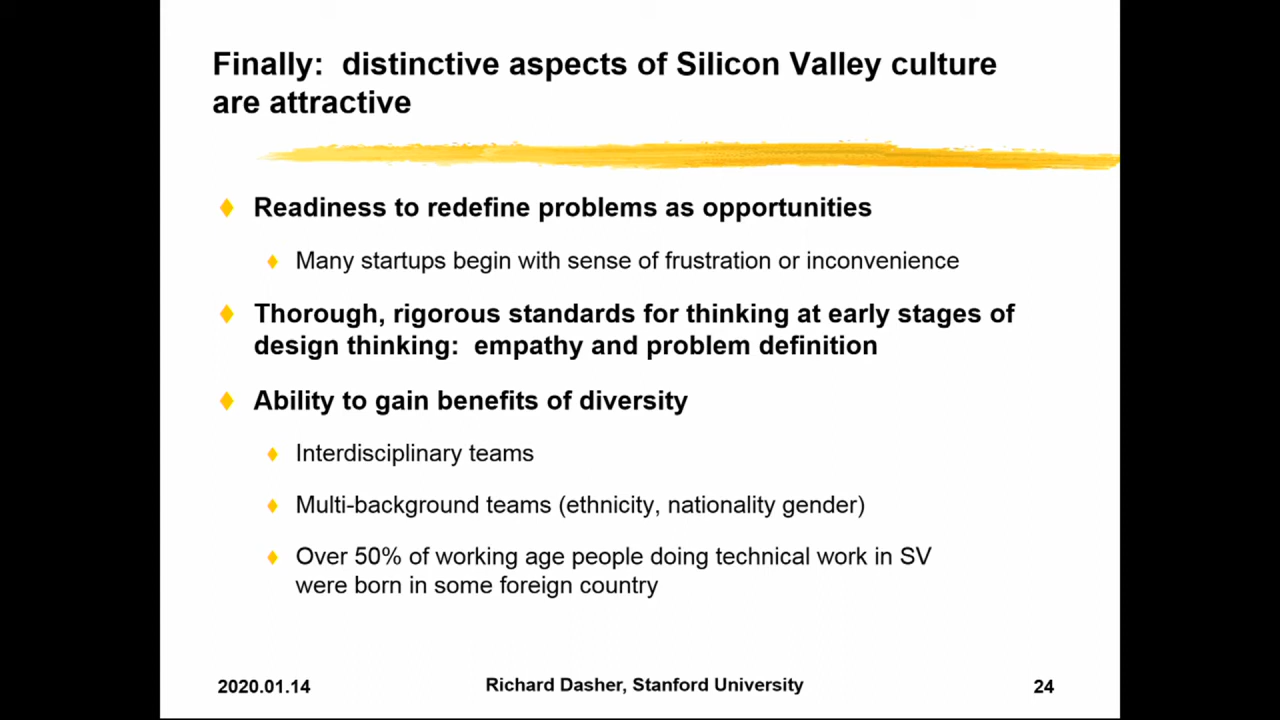 Finally:  distinctive aspects of Silicon Valley culture
are attractive
Readiness to redefine problems as opportunities
Many startups begin with sense of frustration or inconvenience
Thorough, rigorous standards for thinking at early stages of
design thinking:  empathy and problem definition
Ability to gain benefits of diversity
Interdisciplinary teams
Multi-background teams (ethnicity, nationality gender)
Over 50% of working age people doing technical work in SV
were born in some foreign country
2020.01.14
Richard Dasher, Stanford University
24